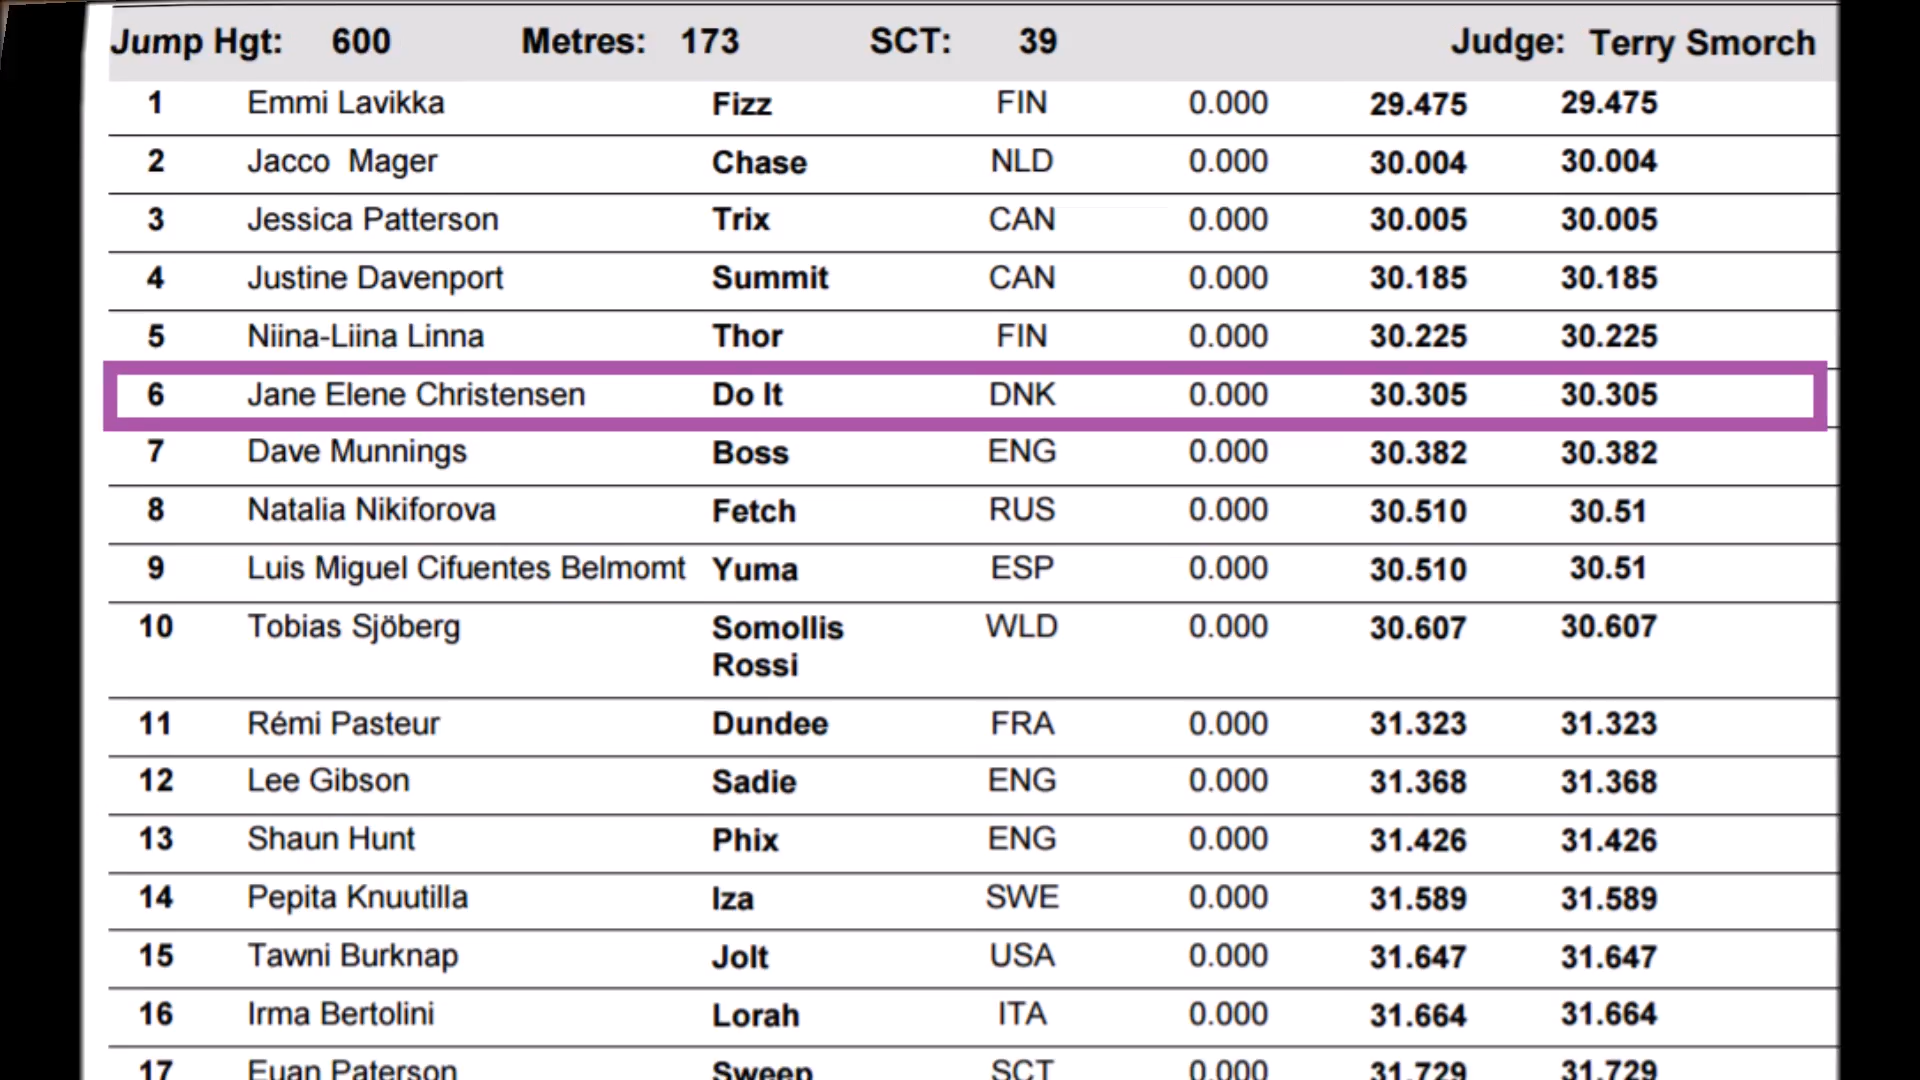 Jump Hgt: 600 Metres: 173 SCT: 39 Judge: Terry Smorch
1 Emmi Lavikka Fizz FIN 0.000 29.475 29.475
2 Jacco Mager Chase NLD 0.000 30.004 30.004
3 Jessica Patterson Trix CAN 0.000 30.005 30.005
4 Justine Davenport Summit CAN 0.000 30.185 30.185
5 Niina-Liina Linna Thor FIN 0.000 30.225 30.225
6 Jane Elene Christensen Do It DNK 0.000 30.305 30.305
7 Dave Munnings Boss ENG 0.000 30.382 30.382
8 Natalia Nikiforova Fetch RUS 0.000 30.510 30.51
9 Luis Miguel Cifuentes Belmomt Yuma ESP 0.000 30.510 30.51
10 Tobias Sjöberg Somollis WLD 0.000 30.607 30.607
Rossi
11 Rémi Pasteur Dundee FRA 0.000 31.323 31.323
12 Lee Gibson Sadie ENG 0.000 31.368 31.368
13 Shaun Hunt Phix ENG 0.000 31.426 31.426
14 Pepita Knuutilla Iza SWE 0.000 31.589 31.589
15 Tawni Burknap Jolt USA 0.000 31.647 31.647
16 Irma Bertolini Lorah ITA 0.000 31.664 31.664
17 Euan Paterson Sweep SCT 0.000 31.729 31.729